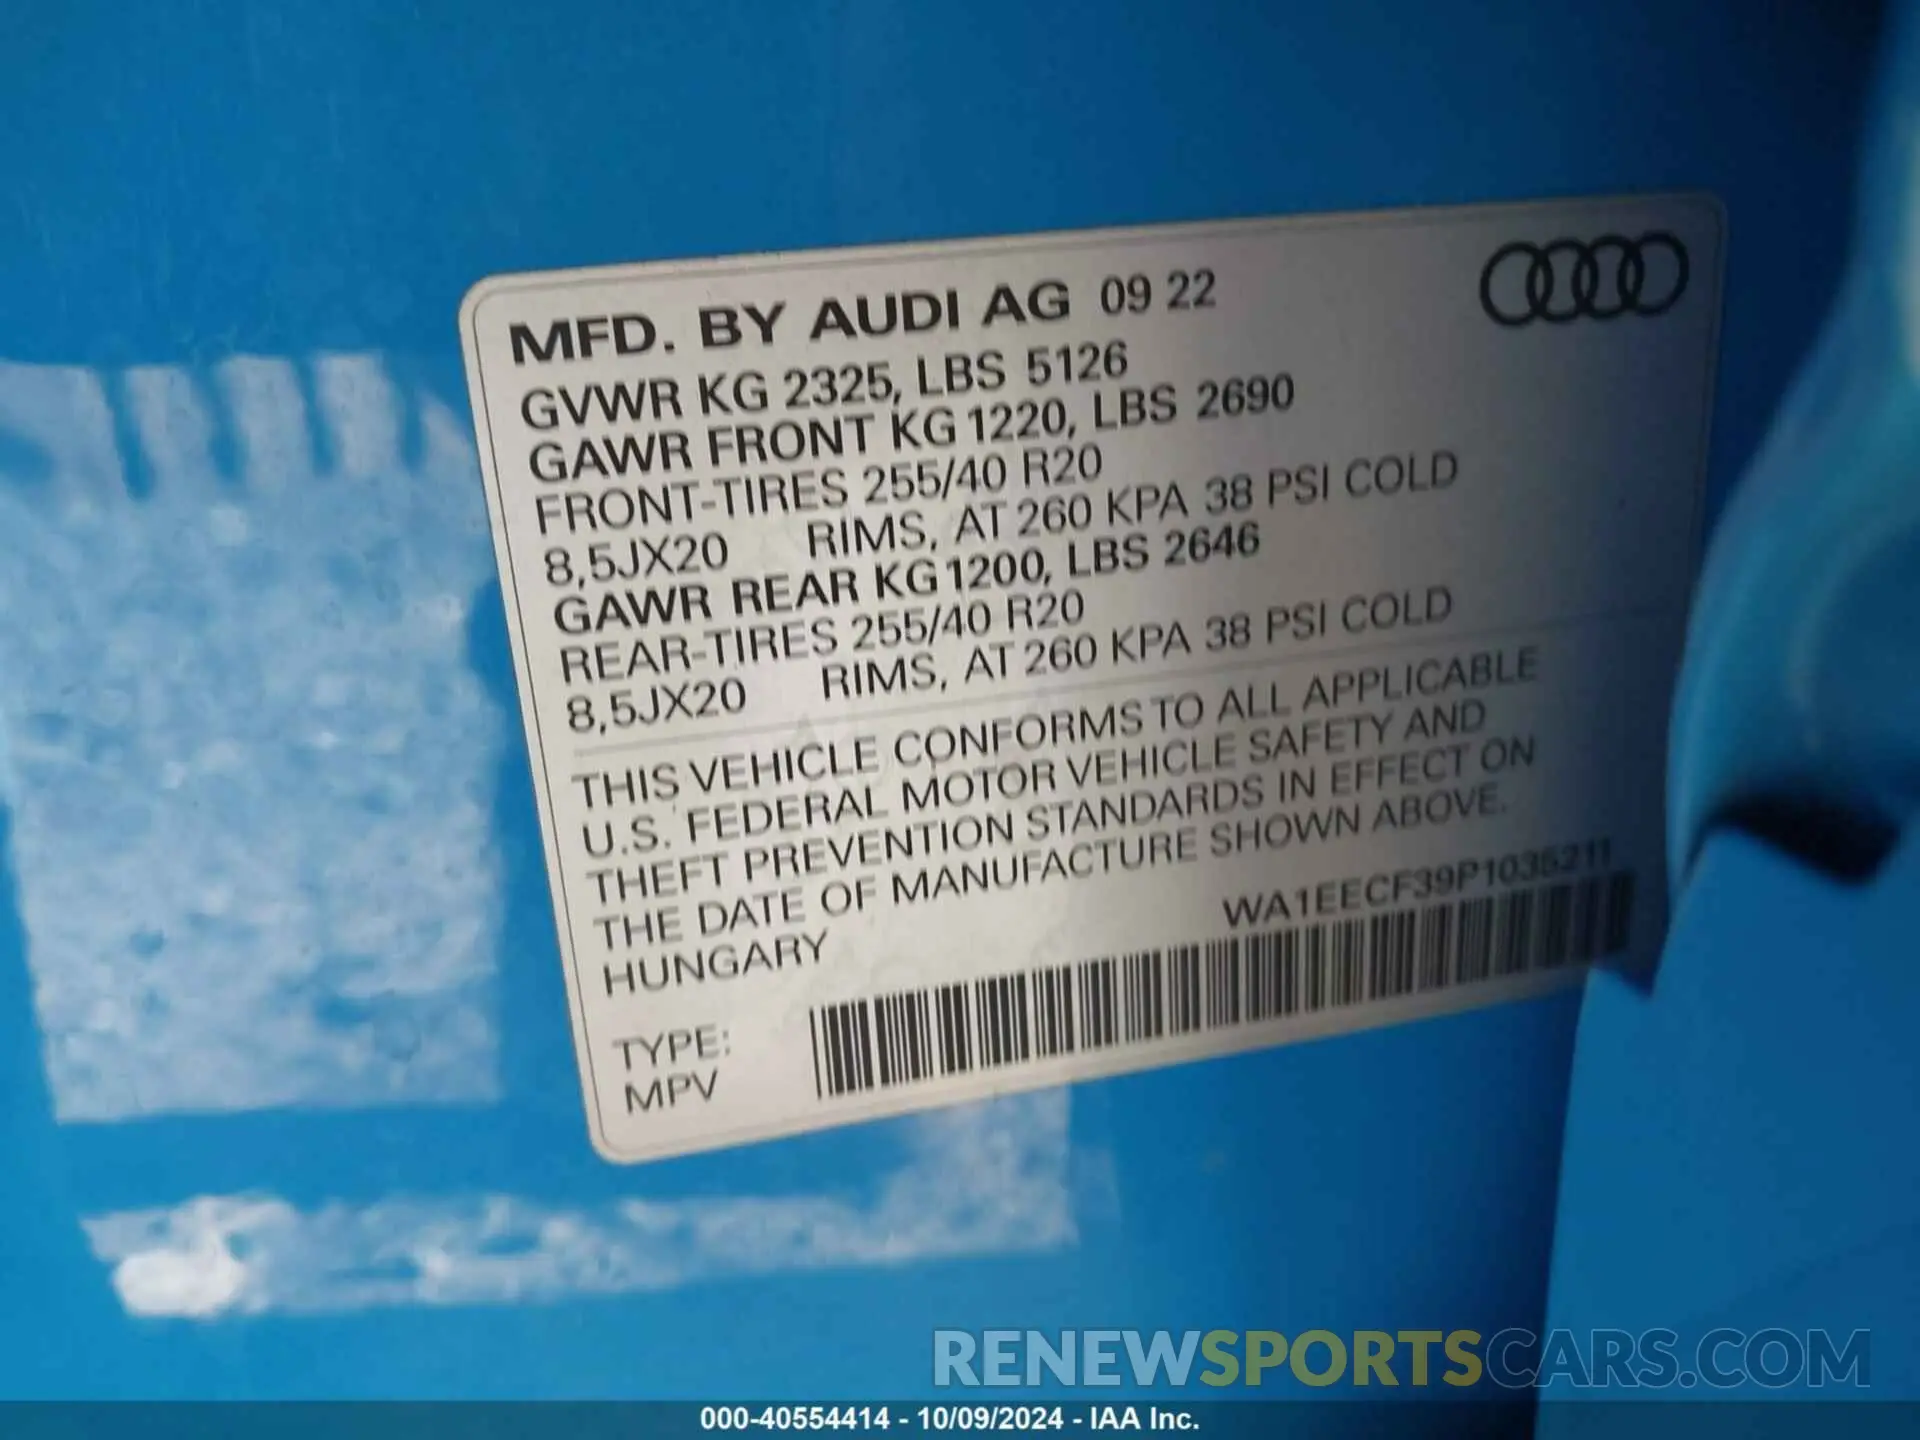 MFD. BY AUDI AG 09 22
GVWR KG 2325, LBS 5126
GAWR FRONT KG 1220, LBS 2690
FRONT-TIRES 255/40 R20
8,5JX20 RIMS, AT 260 KPA 38 PSI COLD
GAWR REAR KG 1200, LBS 2646
REAR-TIRES 255/40 R20
8,5JX20 RIMS, AT 260 KPA 38 PSI COLD
THIS VEHICLE CONFORMS TO ALL APPLICABLE
U.S. FEDERAL MOTOR VEHICLE SAFETY AND
THEFT PREVENTION STANDARDS IN EFFECT ON
THE DATE OF MANUFACTURE SHOWN ABOVE.
HUNGARY
WA1EECF39P1035211
TYPE:
MPV
RENEWSPORTSCARS.COM
000-40554414 - 10/09/2024 - IAA Inc.